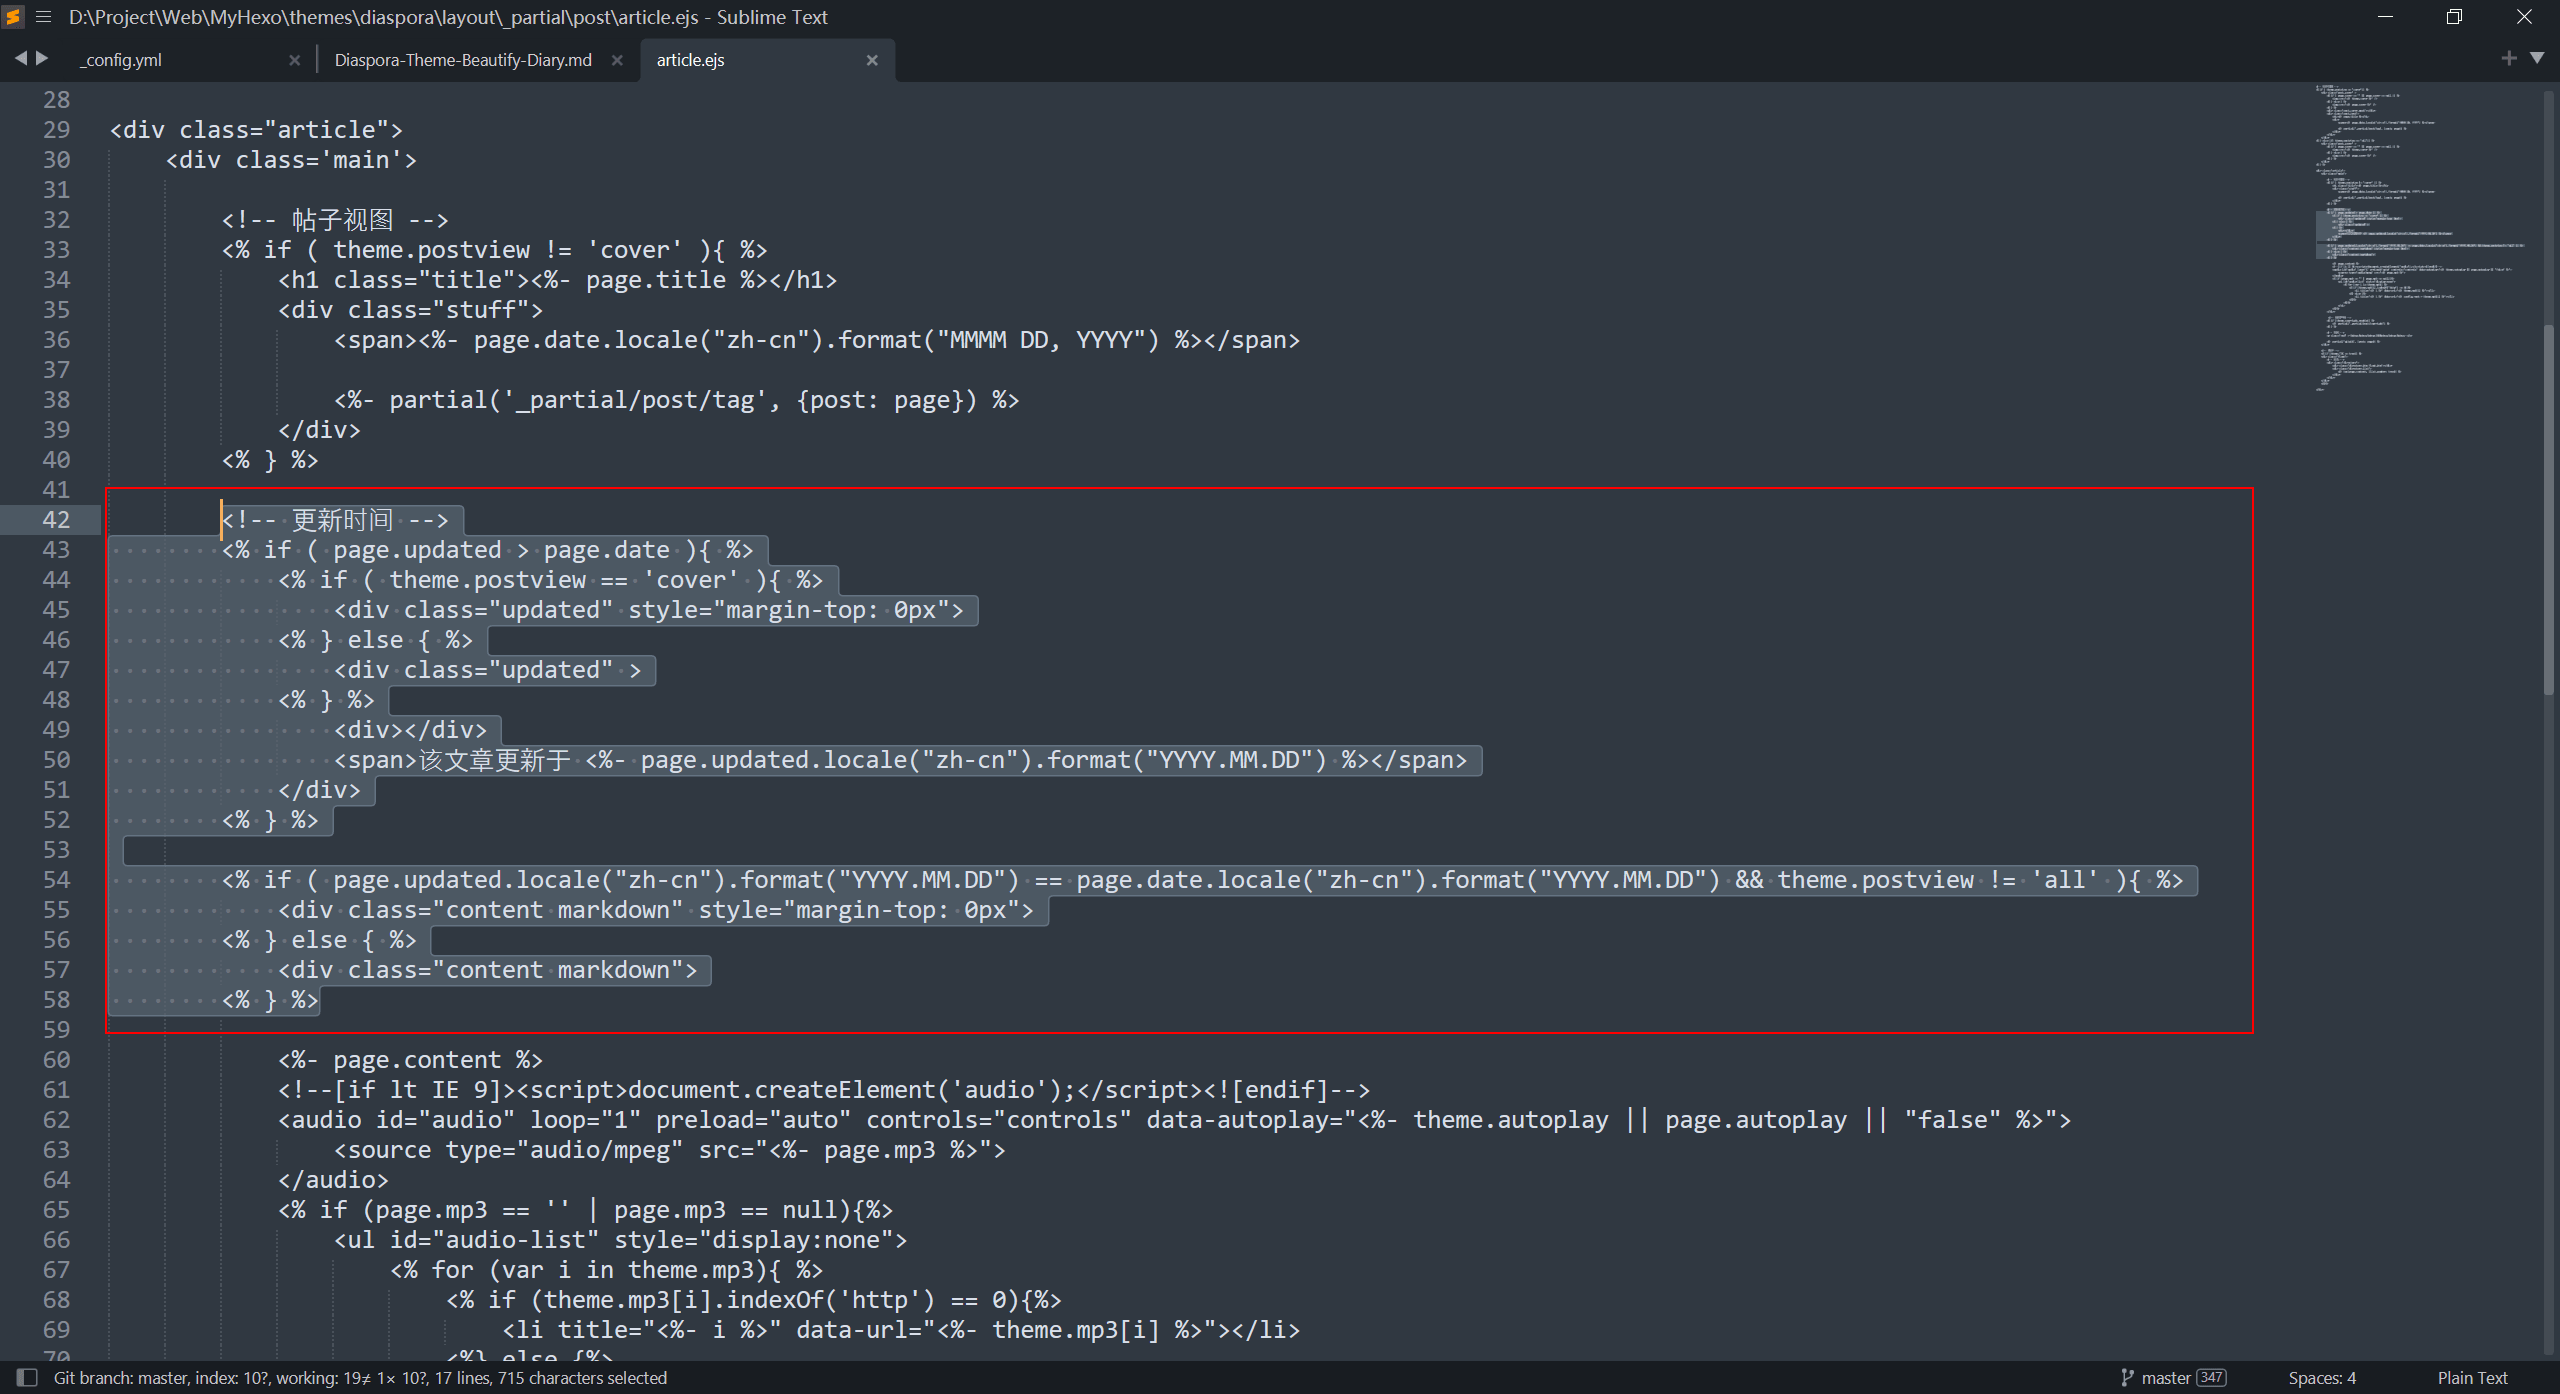 D:\Project\Web\MyHexo\themes\diaspora\layout\_partial\post\article.ejs - Sublime Text
_config.yml
Diaspora-Theme-Beautify-Diary.md
article.ejs
28
29 <div class="article">
30 <div class='main'>
31
32 <!-- 帖子视图 -->
33 <% if ( theme.postview != 'cover' ){ %>
34 <h1 class="title"><%- page.title %></h1>
35 <div class="stuff">
36 <span><%- page.date.locale("zh-cn").format("MMMM DD, YYYY") %></span>
37
38 <%- partial('_partial/post/tag', {post: page}) %>
39 </div>
40 <% } %>
41
42 <!-- 更新时间 -->
43 <% if ( page.updated > page.date ){ %>
44 <% if ( theme.postview == 'cover' ){ %>
45 <div class="updated" style="margin-top: 0px">
46 <% } else { %>
47 <div class="updated" >
48 <% } %>
49 <div></div>
50 <span>该文章更新于 <%- page.updated.locale("zh-cn").format("YYYY.MM.DD") %></span>
51 </div>
52 <% } %>
53
54 <% if ( page.updated.locale("zh-cn").format("YYYY.MM.DD") == page.date.locale("zh-cn").format("YYYY.MM.DD") && theme.postview != 'all' ){ %>
55 <div class="content markdown" style="margin-top: 0px">
56 <% } else { %>
57 <div class="content markdown">
58 <% } %>
59
60 <%- page.content %>
61 <!--[if lt IE 9]><script>document.createElement('audio');</script><![endif]-->
62 <audio id="audio" loop="1" preload="auto" controls="controls" data-autoplay="<%- theme.autoplay || page.autoplay || "false" %>">
63 <source type="audio/mpeg" src="<%- page.mp3 %>">
64 </audio>
65 <% if (page.mp3 == '' | page.mp3 == null){%>
66 <ul id="audio-list" style="display:none">
67 <% for (var i in theme.mp3){ %>
68 <% if (theme.mp3[i].indexOf('http') == 0){%>
69 <li title="<%- i %>" data-url="<%- theme.mp3[i] %>"></li>
70 <%} else {%>
Git branch: master, index: 10?, working: 19≠ 1× 10?, 17 lines, 715 characters selected
master 347
Spaces: 4
Plain Text